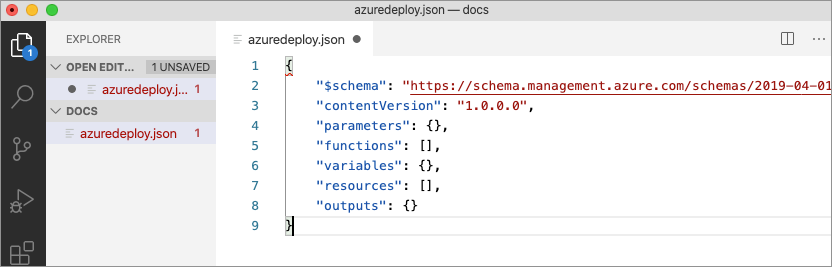 azuredeploy.json — docs
EXPLORER
OPEN EDIT... 1 UNSAVED
azuredeploy.j... 1
DOCS
azuredeploy.json 1
1
azuredeploy.json
1 {
2 "$schema": "https://schema.management.azure.com/schemas/2019-04-01
3 "contentVersion": "1.0.0.0",
4 "parameters": {},
5 "functions": [],
6 "variables": {},
7 "resources": [],
8 "outputs": {}
9 }